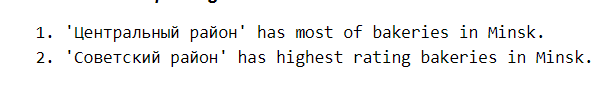 1. 'Центральный район' has most of bakeries in Minsk.
2. 'Советский район' has highest rating bakeries in Minsk.